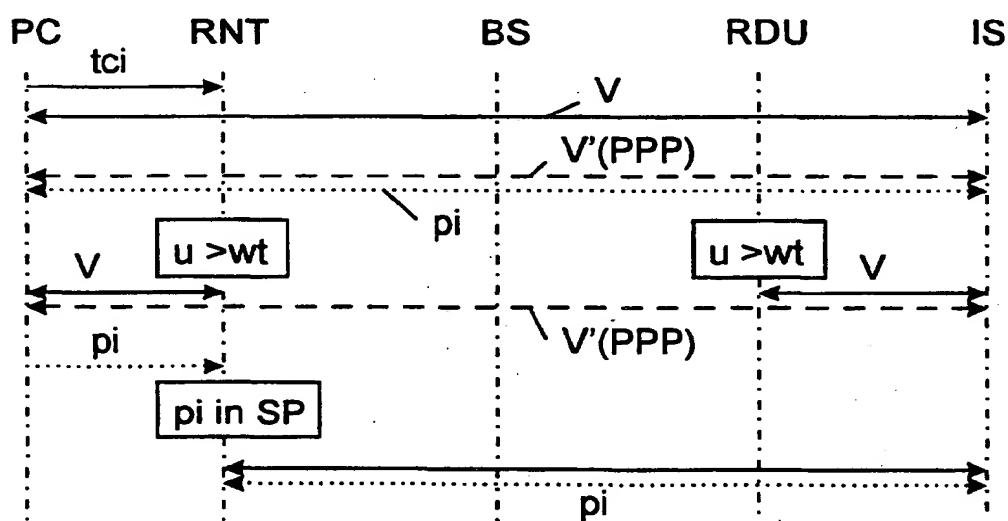 PC RNT BS RDU IS
tci
V
V'(PPP)
pi
u >wt u >wt
V V
V'(PPP)
pi
pi in SP
pi